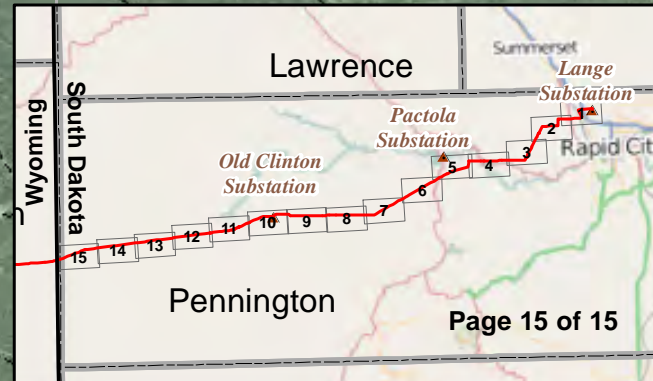 Summerset
Lawrence
Lange
Substation
Wyoming
South Dakota
Pactola
Substation
Rapid Cit
Old Clinton
Substation
1
2
3
4
5
6
7
8
9
10
11
12
13
14
15
Pennington
Page 15 of 15